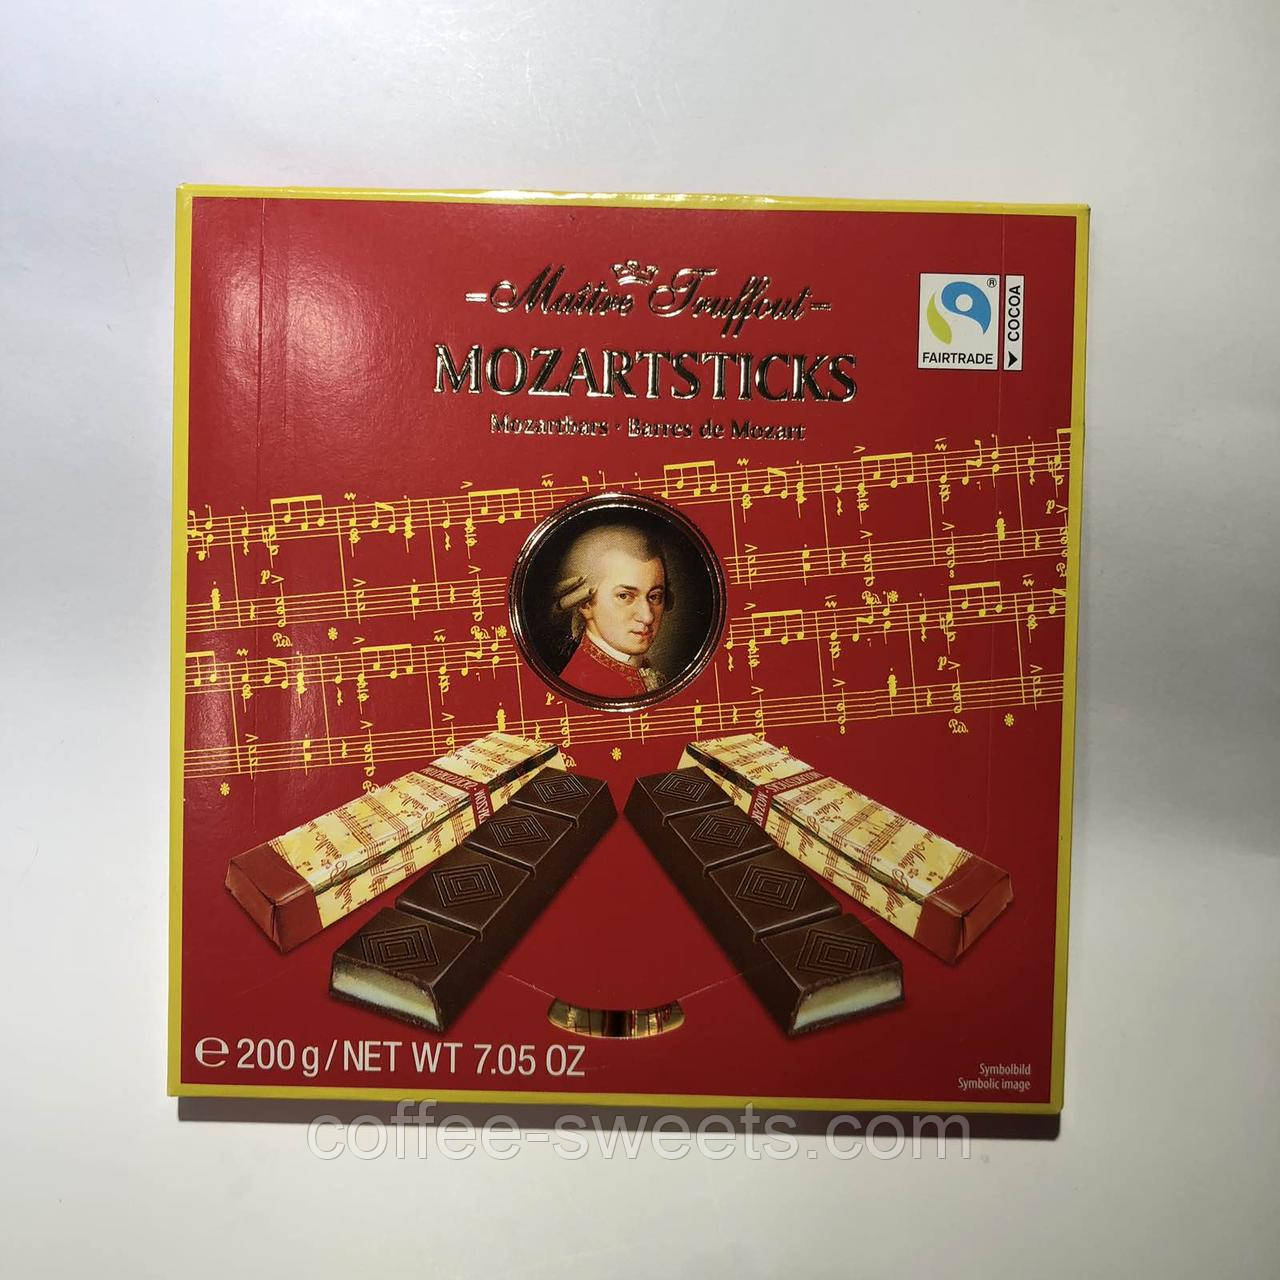 Maître Truffout
MOZARTSTICKS
Mozartbars · Barres de Mozart
FAIRTRADE
®
COCOA
℮ 200 g / NET WT 7.05 OZ
Symbolbild
Symbolic image
coffee-sweets.com